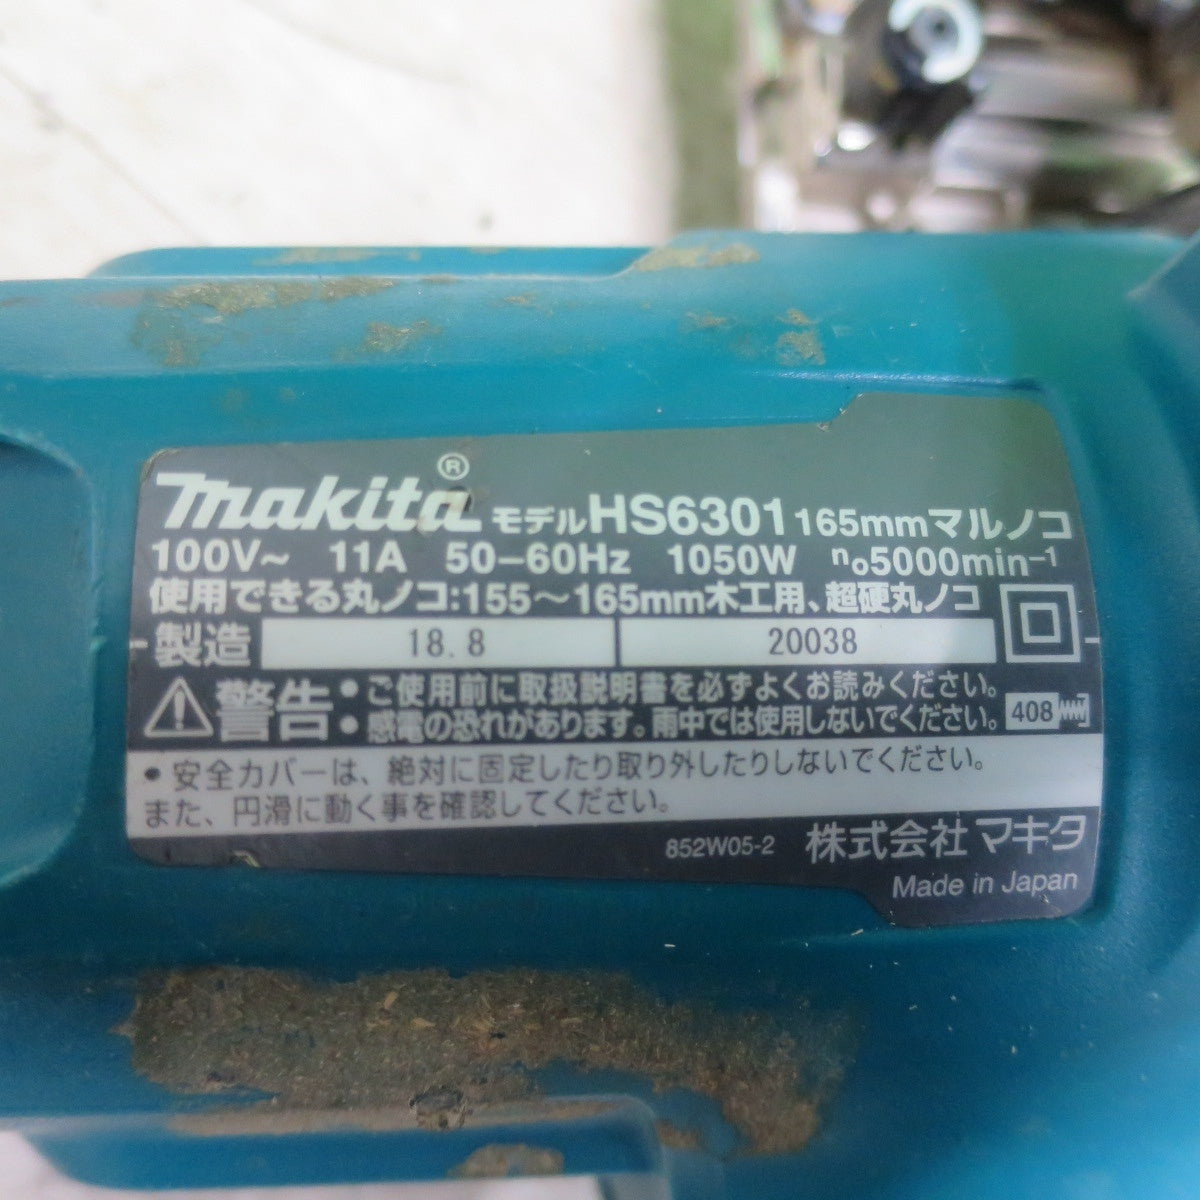 makita® モデルHS6301 165mmマルノコ
100V～ 11A 50−60Hz 1050W n₀5000min⁻¹
使用できる丸ノコ:155～165mm木工用、超硬丸ノコ
製造 18.8 20038
警告 • ご使用前に取扱説明書を必ずよくお読みください。
• 感電の恐れがあります。雨中では使用しないでください。 408
• 安全カバーは、絶対に固定したり取り外したりしないでください。
また、円滑に動く事を確認してください。
852W05-2 株式会社マキタ
Made in Japan